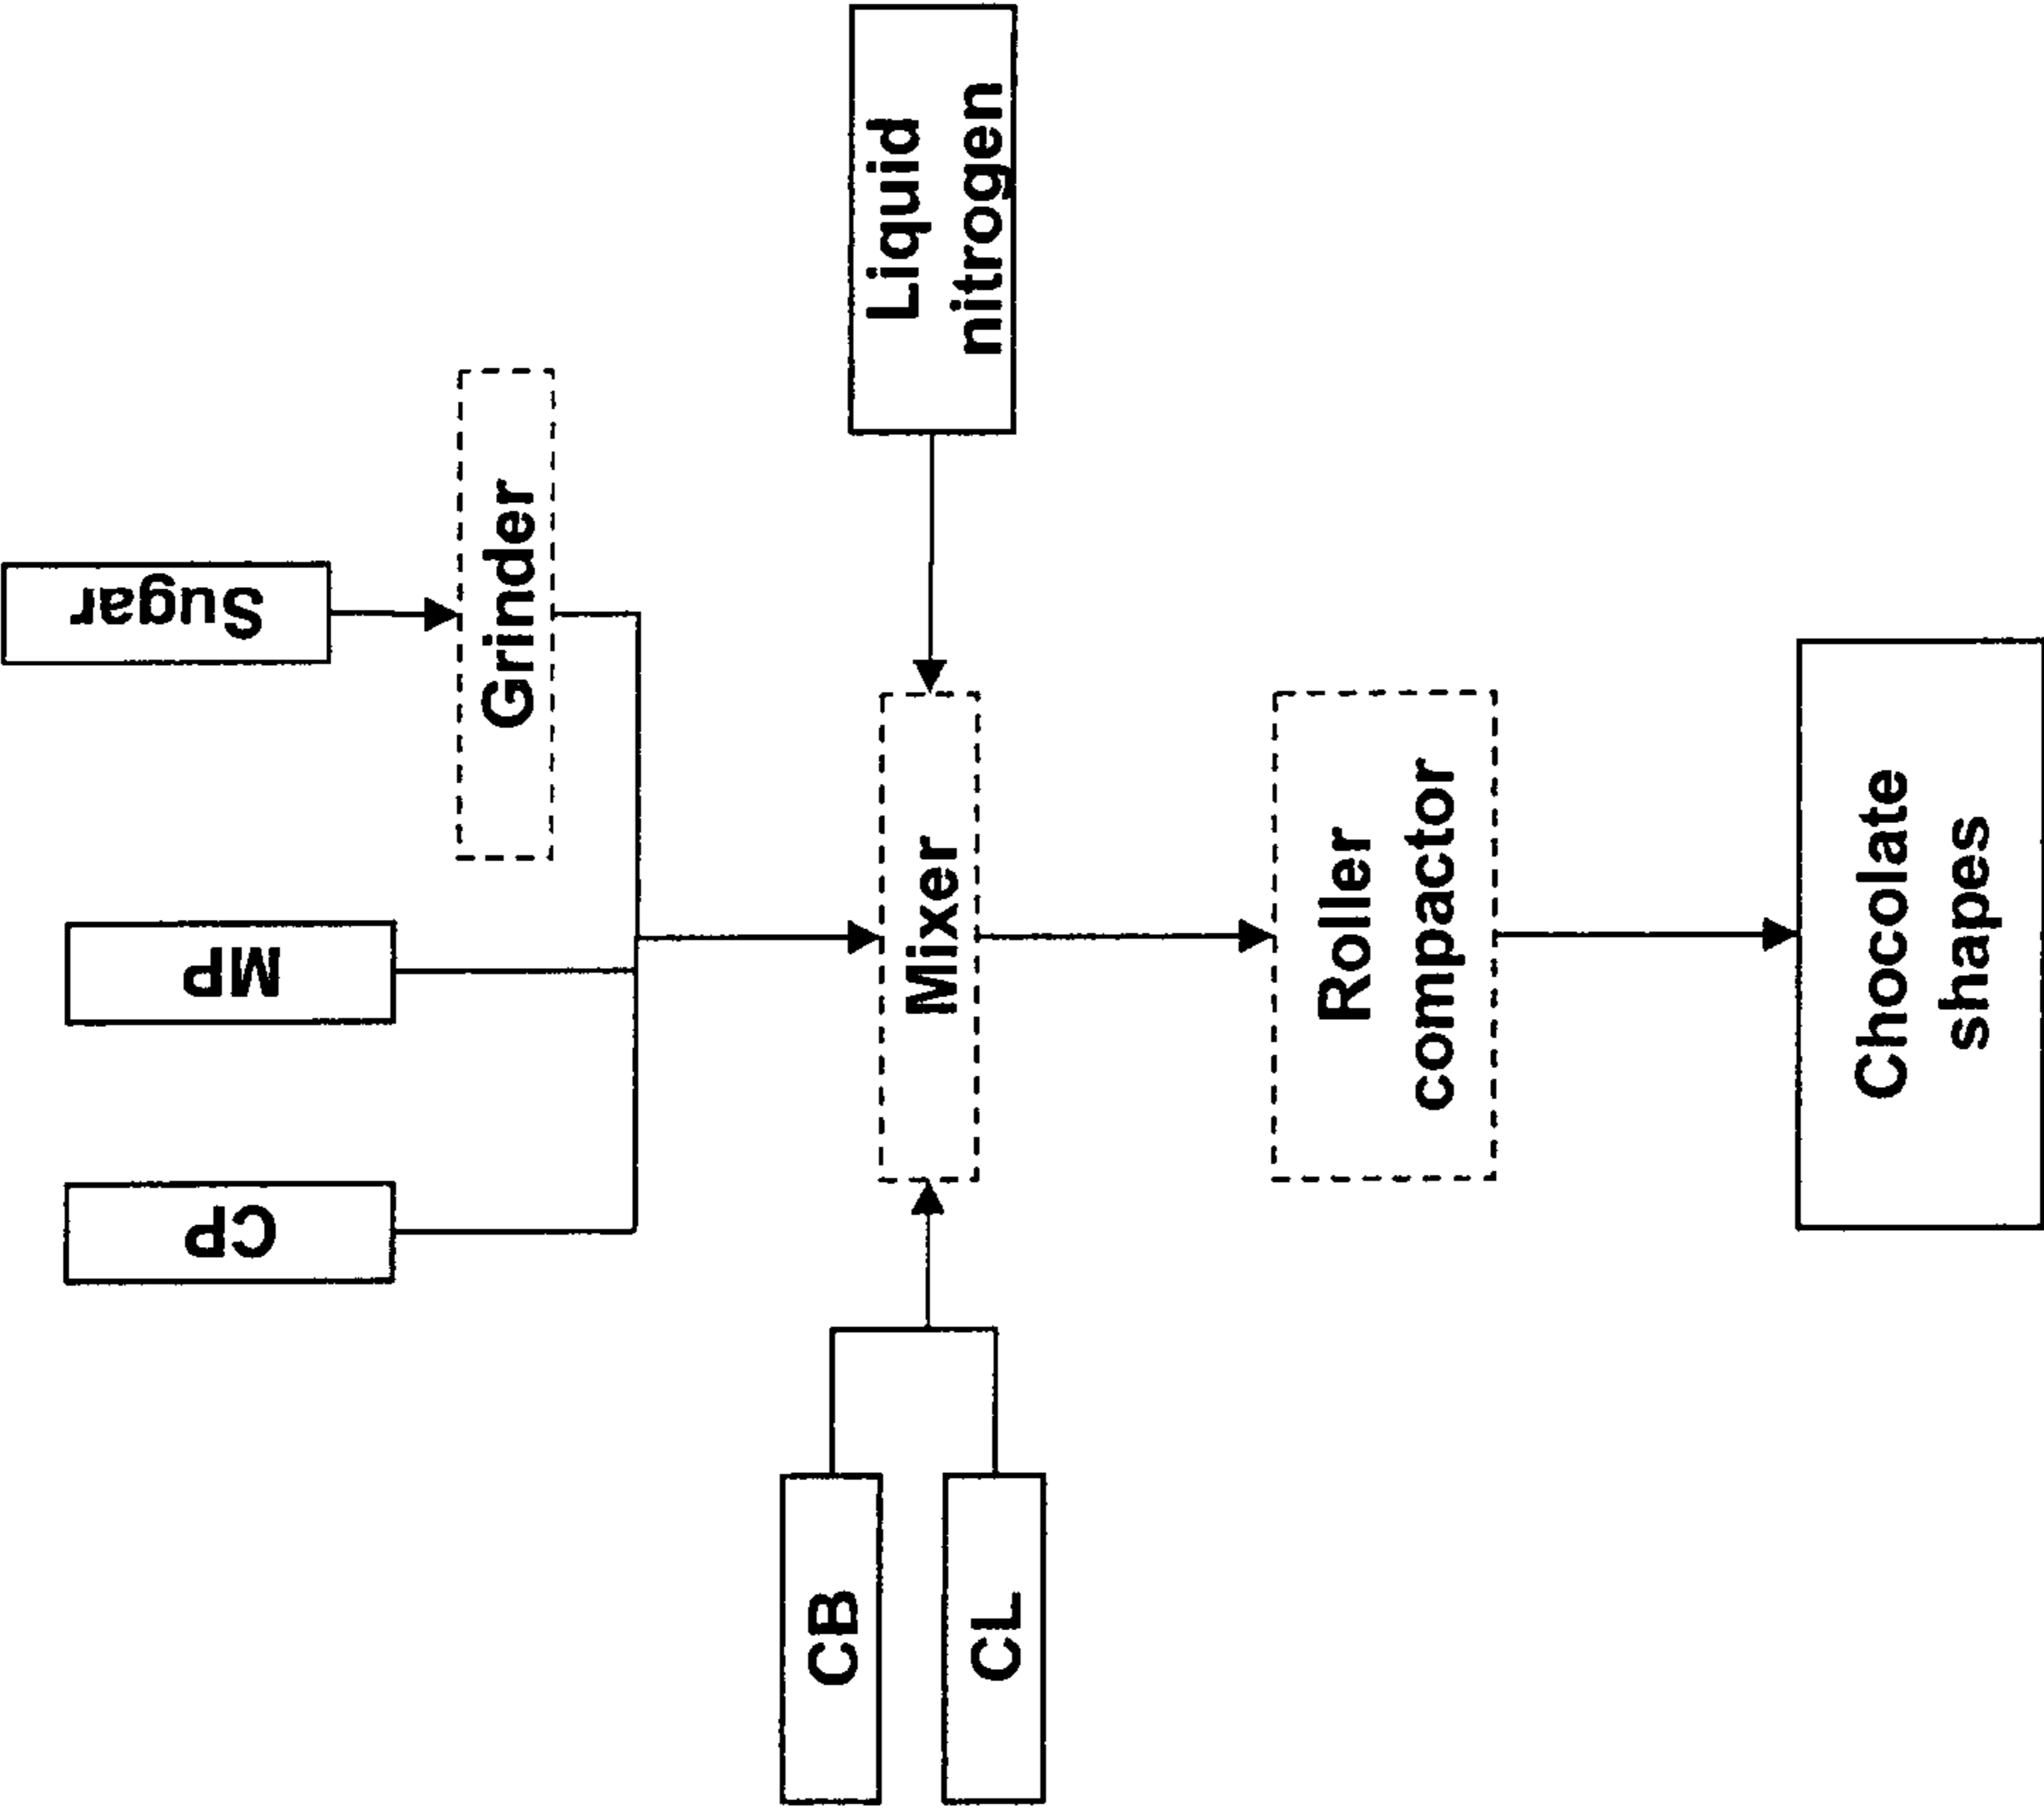 Sugar
MP
CP
Grinder
Liquid
nitrogen
Mixer
CB
CL
Roller
compactor
Chocolate
shapes